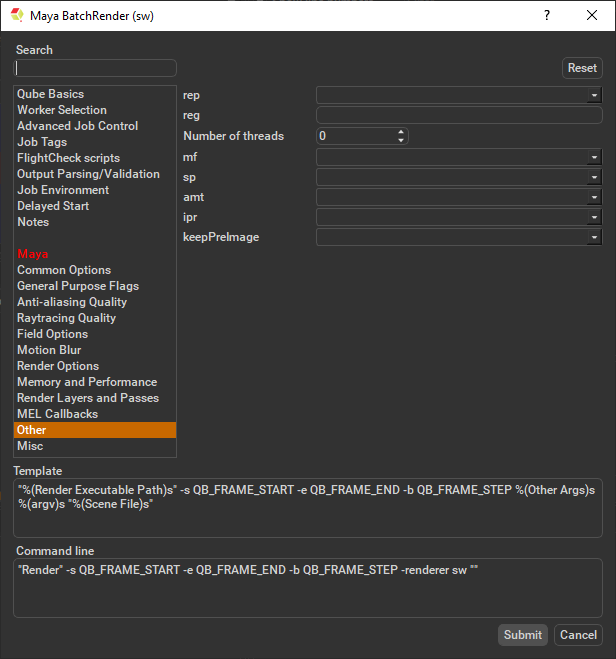 Maya BatchRender (sw)
?
Search
Reset
Qube Basics
Worker Selection
Advanced Job Control
Job Tags
FlightCheck scripts
Output Parsing/Validation
Job Environment
Delayed Start
Notes
Maya
Common Options
General Purpose Flags
Anti-aliasing Quality
Raytracing Quality
Field Options
Motion Blur
Render Options
Memory and Performance
Render Layers and Passes
MEL Callbacks
Other
Misc
rep
reg
Number of threads 0
mf
sp
amt
ipr
keepPreImage
Template
"%(Render Executable Path)s" -s QB_FRAME_START -e QB_FRAME_END -b QB_FRAME_STEP %(Other Args)s
%(argv)s "%(Scene File)s"
Command line
"Render" -s QB_FRAME_START -e QB_FRAME_END -b QB_FRAME_STEP -renderer sw ""
Submit Cancel